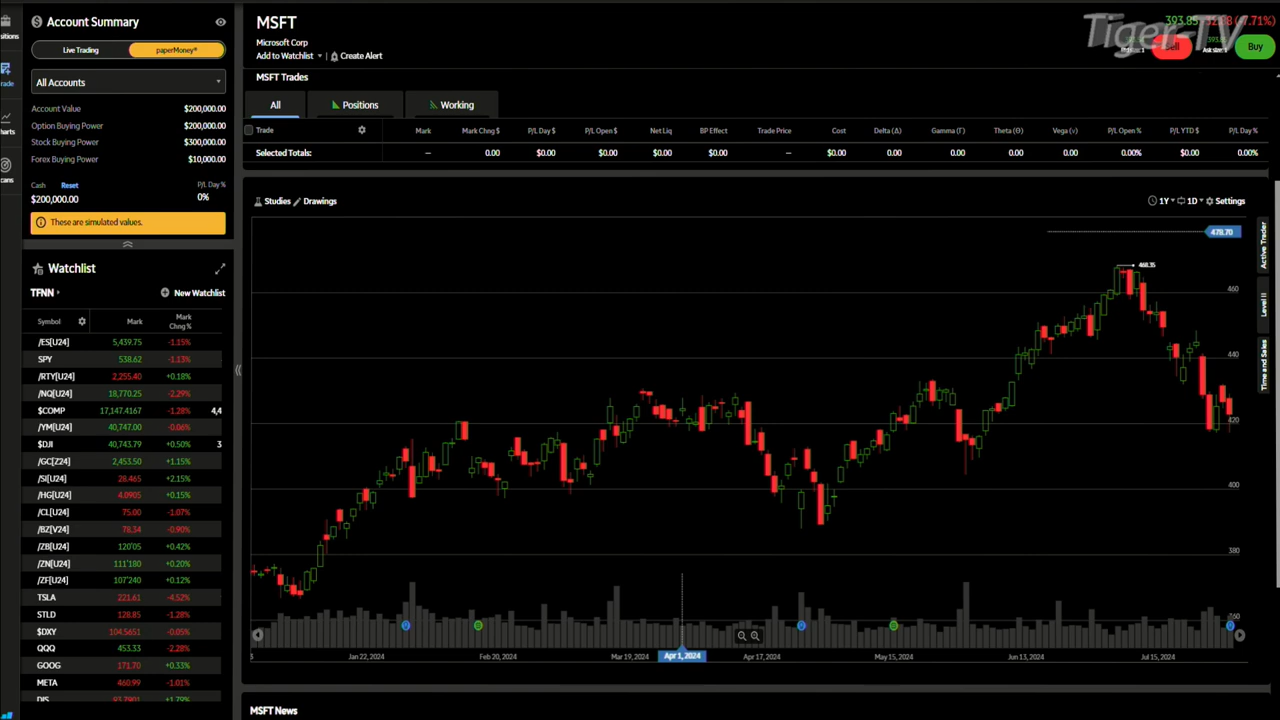 Account Summary
Live Trading
paperMoney®
All Accounts
Account Value $200,000.00
Option Buying Power $200,000.00
Stock Buying Power $300,000.00
Forex Buying Power $10,000.00
Cash Reset P/L Day %
$200,000.00 0%
These are simulated values.
Watchlist
TFNN
New Watchlist
Symbol Mark Mark Chng %
/ES[U24] 5,439.75 -1.15%
SPY 538.62 -1.13%
/RTY[U24] 2,255.40 +0.18%
/NQ[U24] 18,770.25 -2.29%
$COMP 17,147.4167 -1.28% 4,4
/YM[U24] 40,747.00 -0.06%
$DJI 40,743.79 +0.50% 3
/GC[Z24] 2,453.50 +1.15%
/SI[U24] 28.465 +2.15%
/HG[U24] 4.0905 +0.15%
/CL[U24] 75.00 -1.07%
/BZ[V24] 78.34 -0.90%
/ZB[U24] 120'05 +0.42%
/ZN[U24] 111'180 +0.20%
/ZF[U24] 107'240 +0.12%
TSLA 221.61 -4.52%
STLD 128.85 -1.28%
$DXY 104.5651 -0.05%
QQQ 453.33 -2.28%
GOOG 171.70 +0.33%
META 460.99 -1.01%
DIS 93.7901 +1.79%
MSFT
Microsoft Corp
Add to Watchlist
Create Alert
393.85
Tiger-TV
Sell
Buy
MSFT Trades
All
Positions
Working
Trade Mark Mark Chng $ P/L Day $ P/L Open $ Net Liq BP Effect Trade Price Cost Delta (Δ) Gamma (Γ) Theta (Θ) Vega (ν) P/L Open % P/L YTD $ P/L Day %
Selected Totals: – 0.00 $0.00 $0.00 $0.00 $0.00 – $0.00 0.00 0.00 0.00 0.00 0.00% $0.00 0.00%
Studies
Drawings
1Y
1D
Settings
478.70
468.35
460
440
420
400
380
360
Active Trader
Level II
Time and Sales
Jan 22, 2024
Feb 20, 2024
Mar 19, 2024
Apr 1, 2024
Apr 17, 2024
May 15, 2024
Jun 13, 2024
Jul 15, 2024
MSFT News